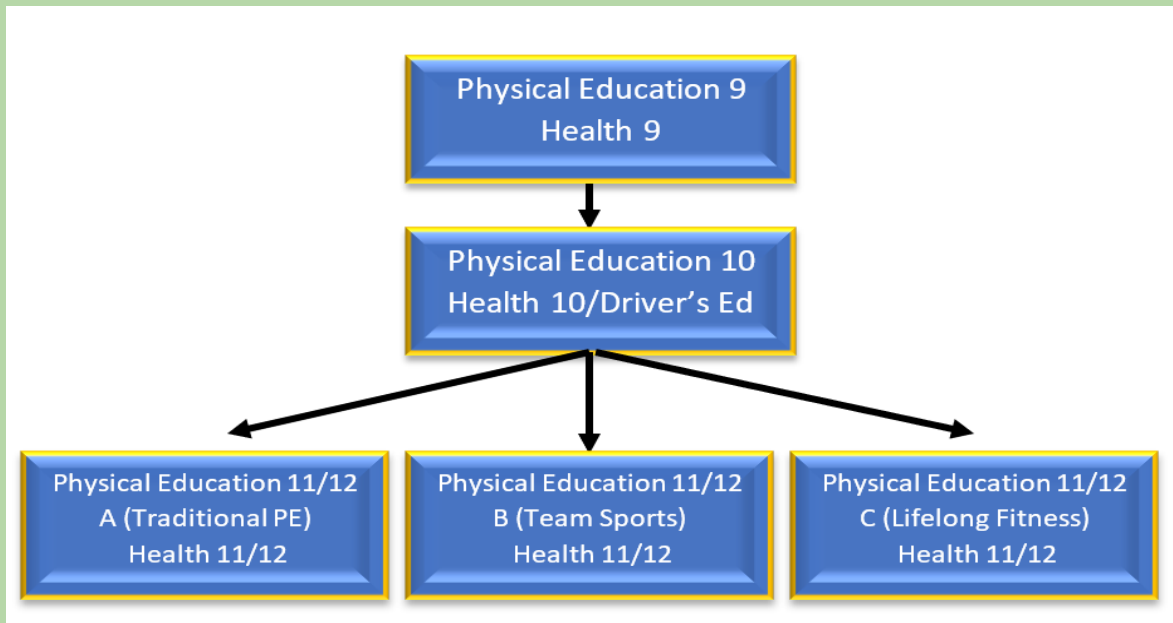 Physical Education 9
Health 9
Physical Education 10
Health 10/Driver’s Ed
Physical Education 11/12
A (Traditional PE)
Health 11/12
Physical Education 11/12
B (Team Sports)
Health 11/12
Physical Education 11/12
C (Lifelong Fitness)
Health 11/12